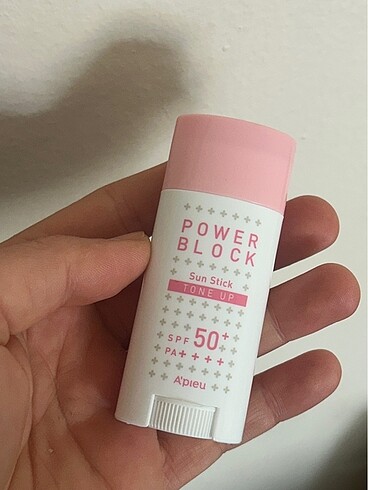 POWER
BLOCK
Sun Stick
TONE UP
SPF 50+
PA++++
A'PIEU